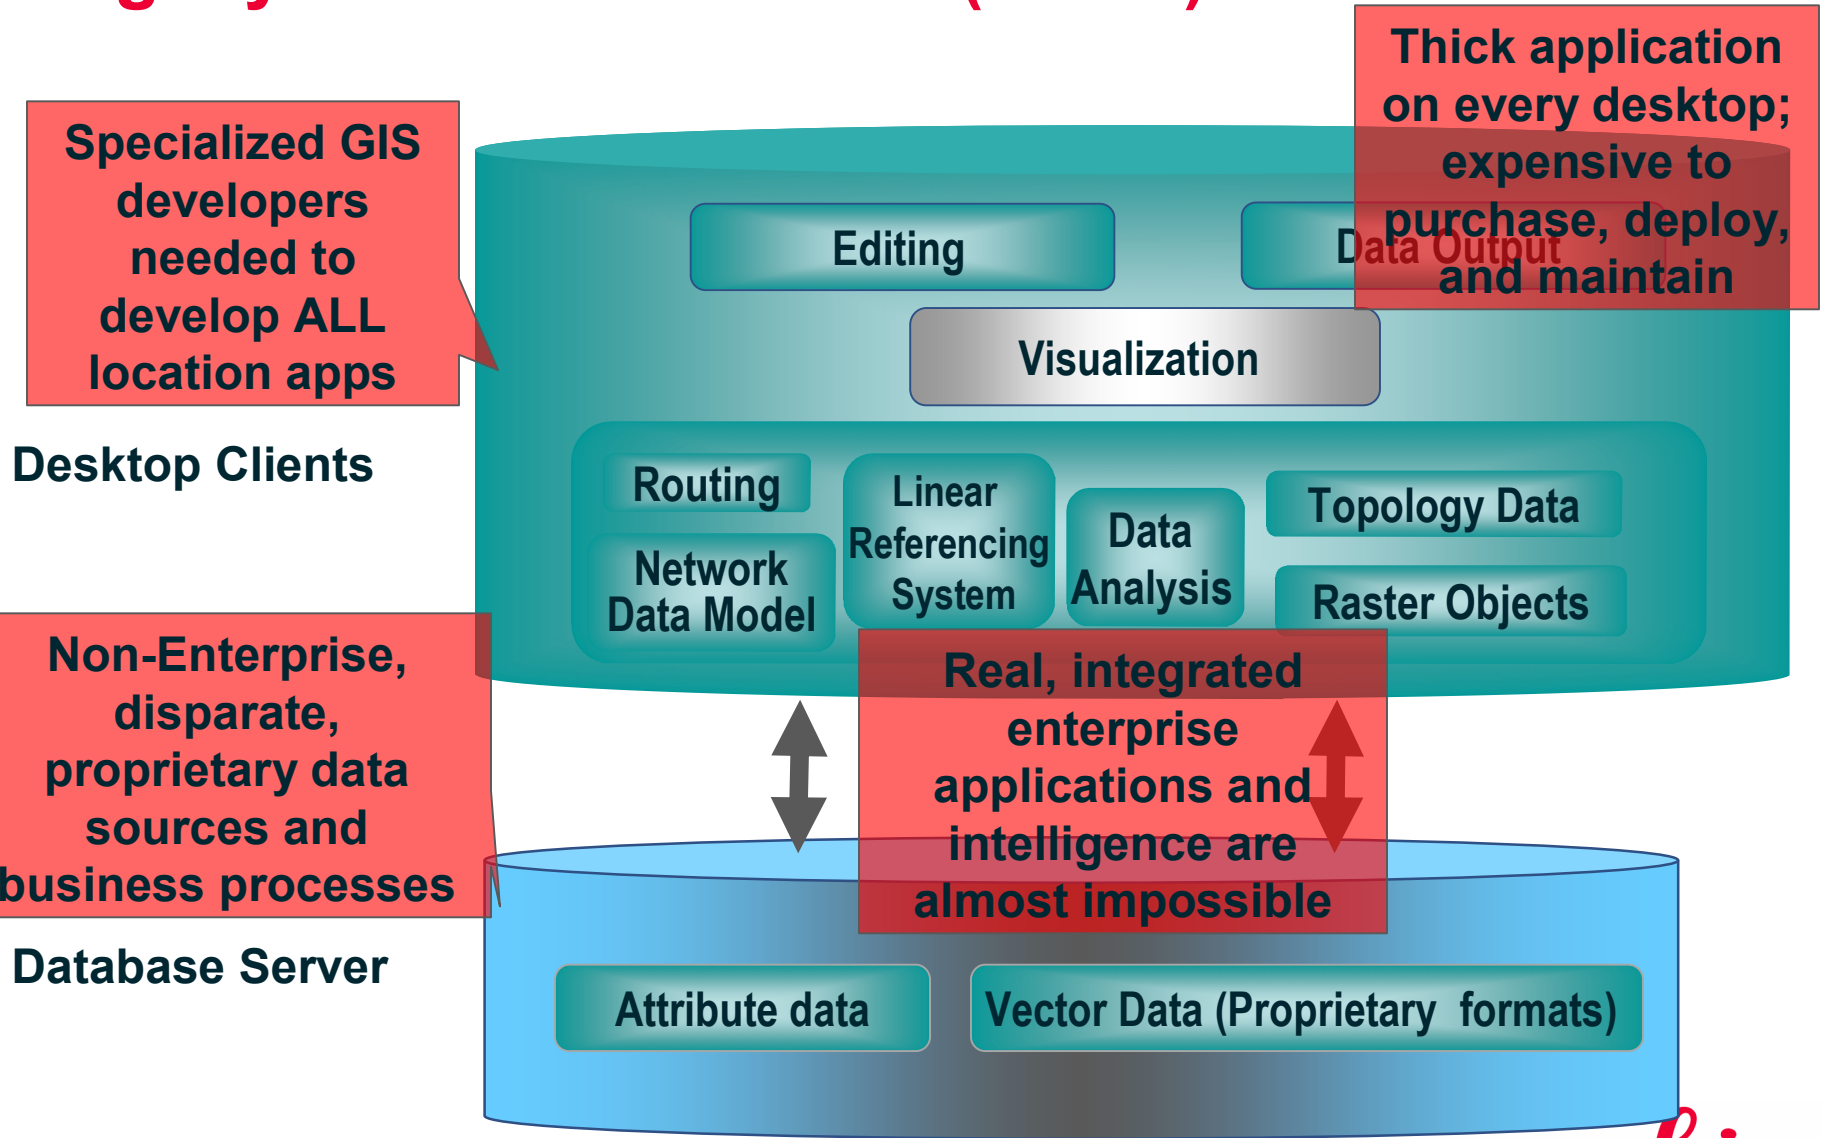 Thick application
on every desktop;
expensive to
purchase, deploy,
and maintain
Specialized GIS
developers
needed to
develop ALL
location apps
Editing
Data Output
Visualization
Desktop Clients
Routing
Network
Data Model
Linear
Referencing
System
Data
Analysis
Topology Data
Raster Objects
Non-Enterprise,
disparate,
proprietary data
sources and
business processes
Real, integrated
enterprise
applications and
intelligence are
almost impossible
Database Server
Attribute data
Vector Data (Proprietary formats)